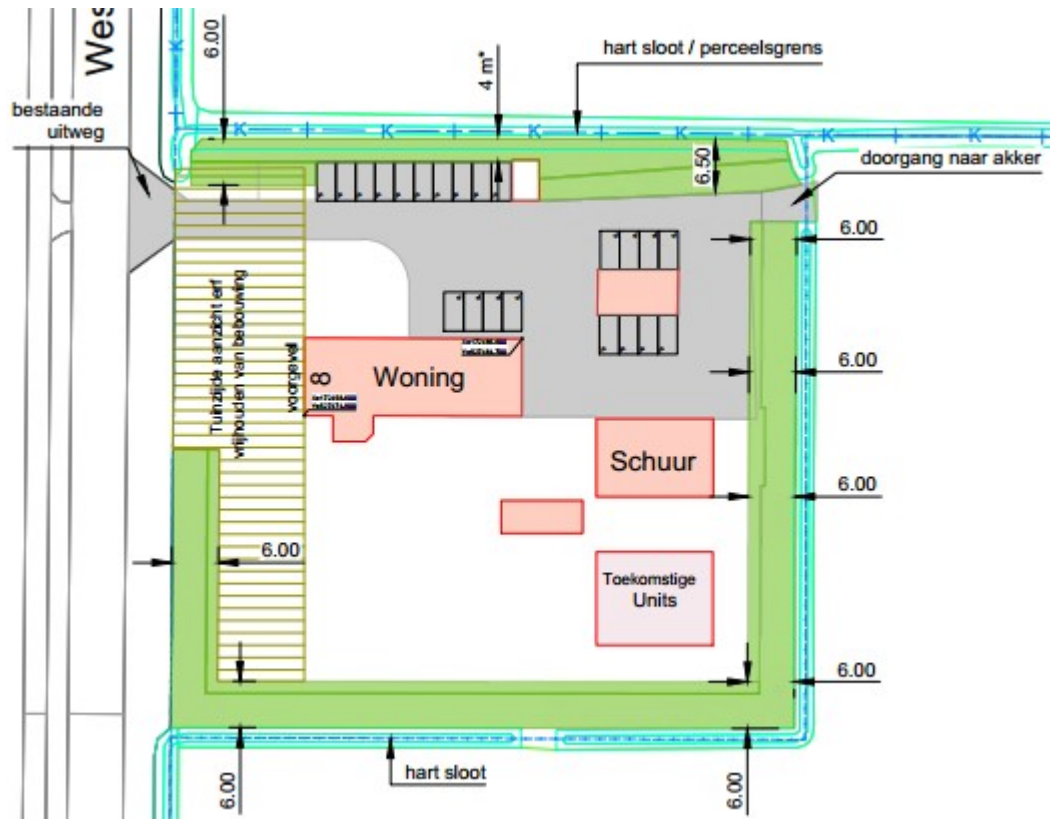 Wes
6.00
4 m*
hart sloot / perceelsgrens
bestaande
uitweg
K
K
K
K
K
K
6.50
doorgang naar akker
6.00
Tuinzijde aanzicht erf
vrijhouden van bebouwing
voorgevel
8
Woning
6.00
Schuur
6.00
6.00
Toekomstige
Units
6.00
hart sloot
6.00
6.00